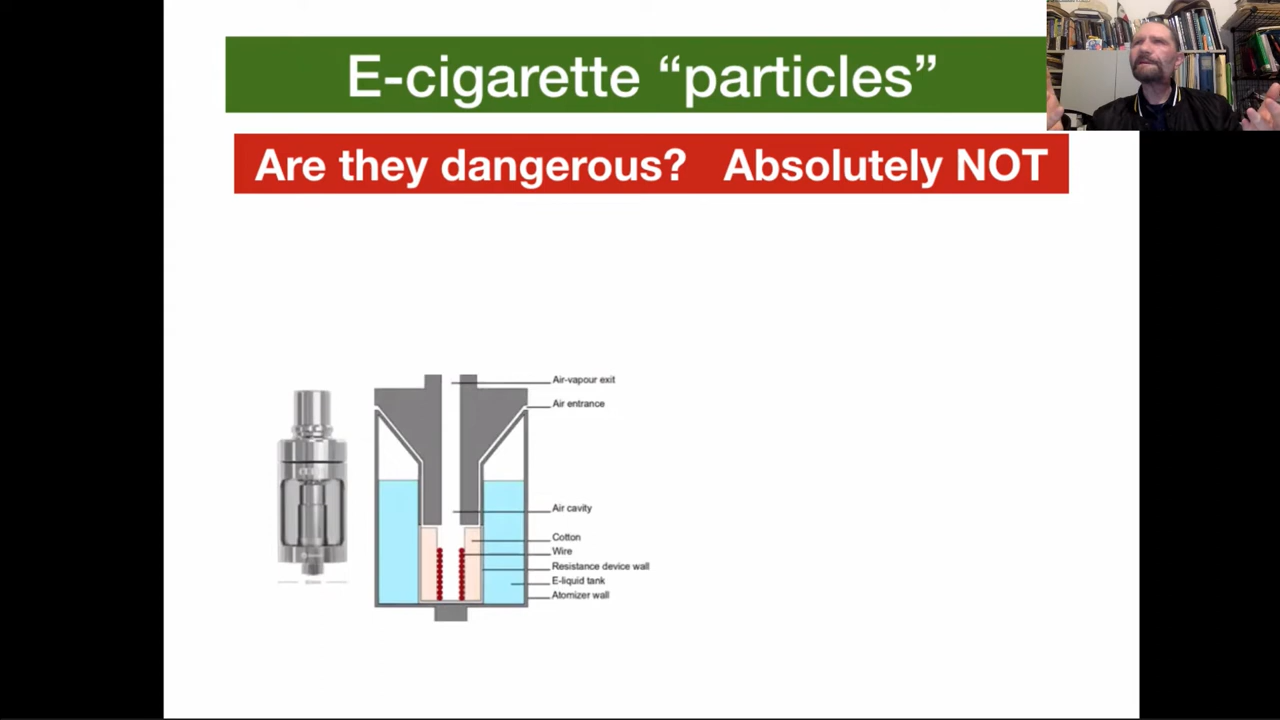 E-cigarette “particles”
Are they dangerous? Absolutely NOT
Air-vapour exit
Air entrance
Air cavity
Cotton
Wire
Resistance device wall
E-liquid tank
Atomizer wall